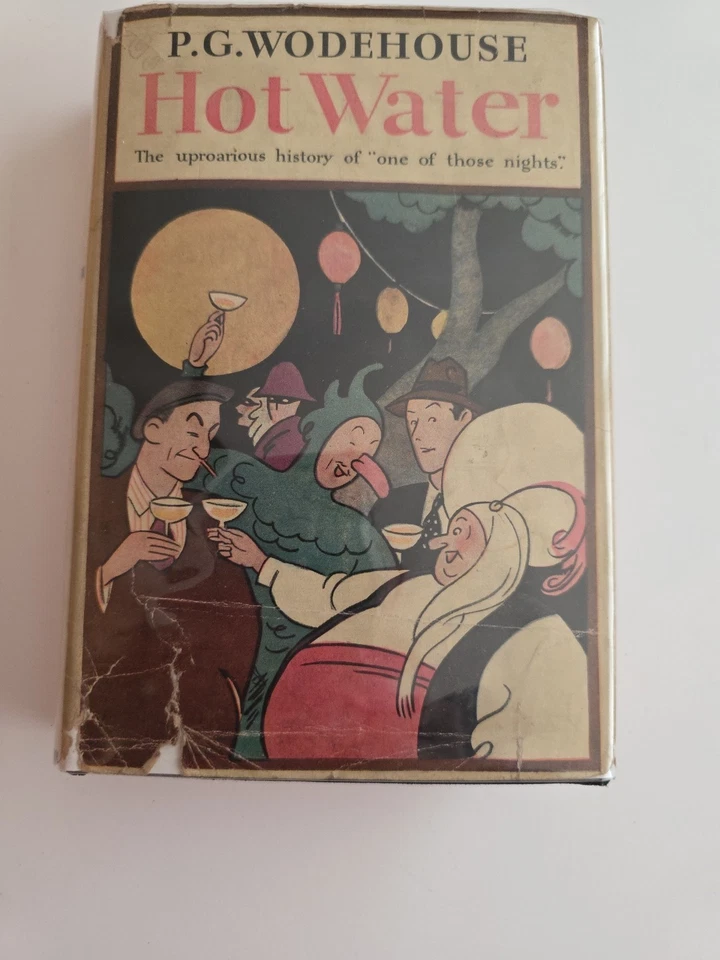 P.G.WODEHOUSE
Hot Water
The uproarious history of "one of those nights."